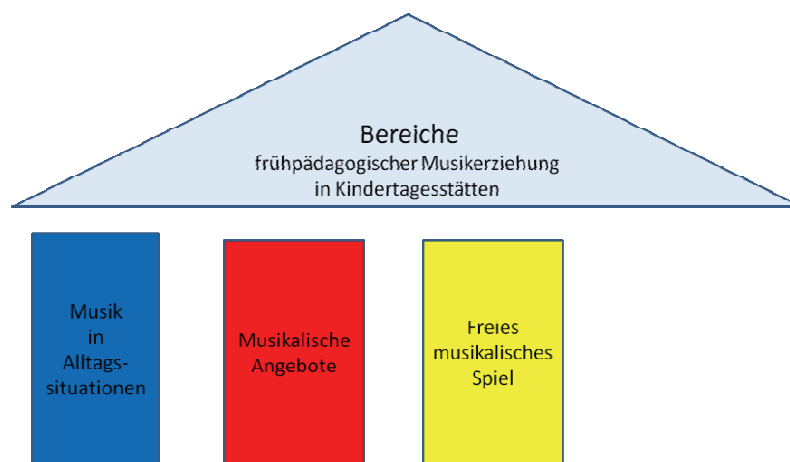 Bereiche
frühpädagogischer Musikerziehung
in Kindertagesstätten
Musik
in
Alltags-
situationen
Musikalische
Angebote
Freies
musikalisches
Spiel